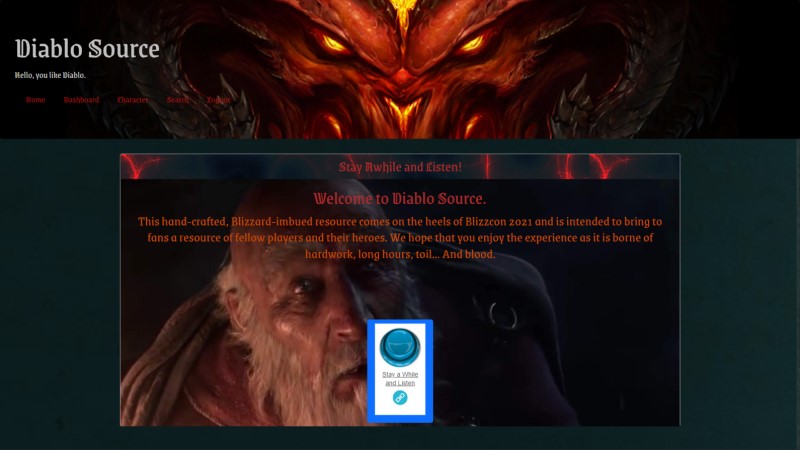 Diablo Source
Hello, you like Diablo.
Home Dashboard Character Search Logout
Stay Awhile and Listen!
Welcome to Diablo Source.
This hand-crafted, Blizzard-imbued resource comes on the heels of Blizzcon 2021 and is intended to bring to
fans a resource of fellow players and their heroes. We hope that you enjoy the experience as it is borne of
hardwork, long hours, toil... And blood.
Stay a While
and Listen